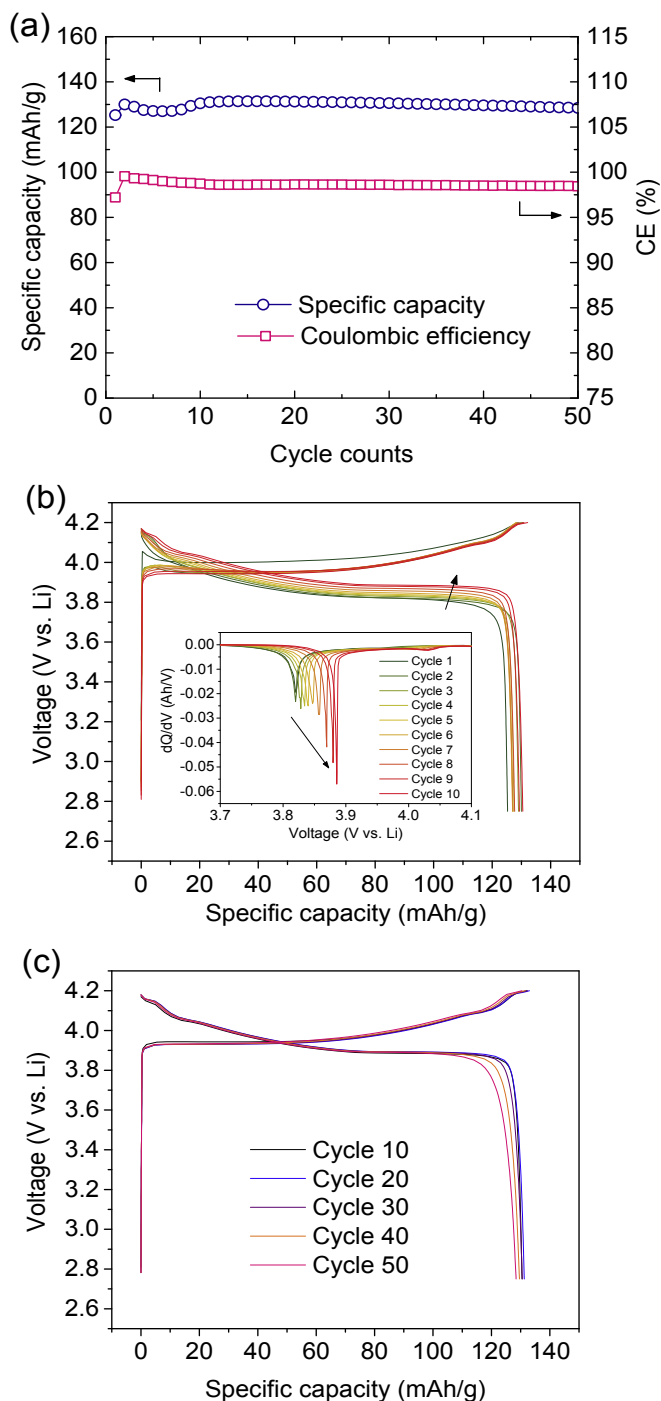 (a)
160
140
120
100
80
60
40
20
0
115
110
105
100
95
90
85
80
75
Specific capacity (mAh/g)
CE (%)
Specific capacity
Coulombic efficiency
0 10 20 30 40 50
Cycle counts
(b)
4.2
4.0
3.8
3.6
3.4
3.2
3.0
2.8
2.6
Voltage (V vs. Li)
0.00
-0.01
-0.02
-0.03
-0.04
-0.05
-0.06
dQ/dV (Ah/V)
Cycle 1
Cycle 2
Cycle 3
Cycle 4
Cycle 5
Cycle 6
Cycle 7
Cycle 8
Cycle 9
Cycle 10
3.7 3.8 3.9 4.0 4.1
Voltage (V vs. Li)
0 20 40 60 80 100 120 140
Specific capacity (mAh/g)
(c)
4.2
4.0
3.8
3.6
3.4
3.2
3.0
2.8
2.6
Voltage (V vs. Li)
Cycle 10
Cycle 20
Cycle 30
Cycle 40
Cycle 50
0 20 40 60 80 100 120 140
Specific capacity (mAh/g)